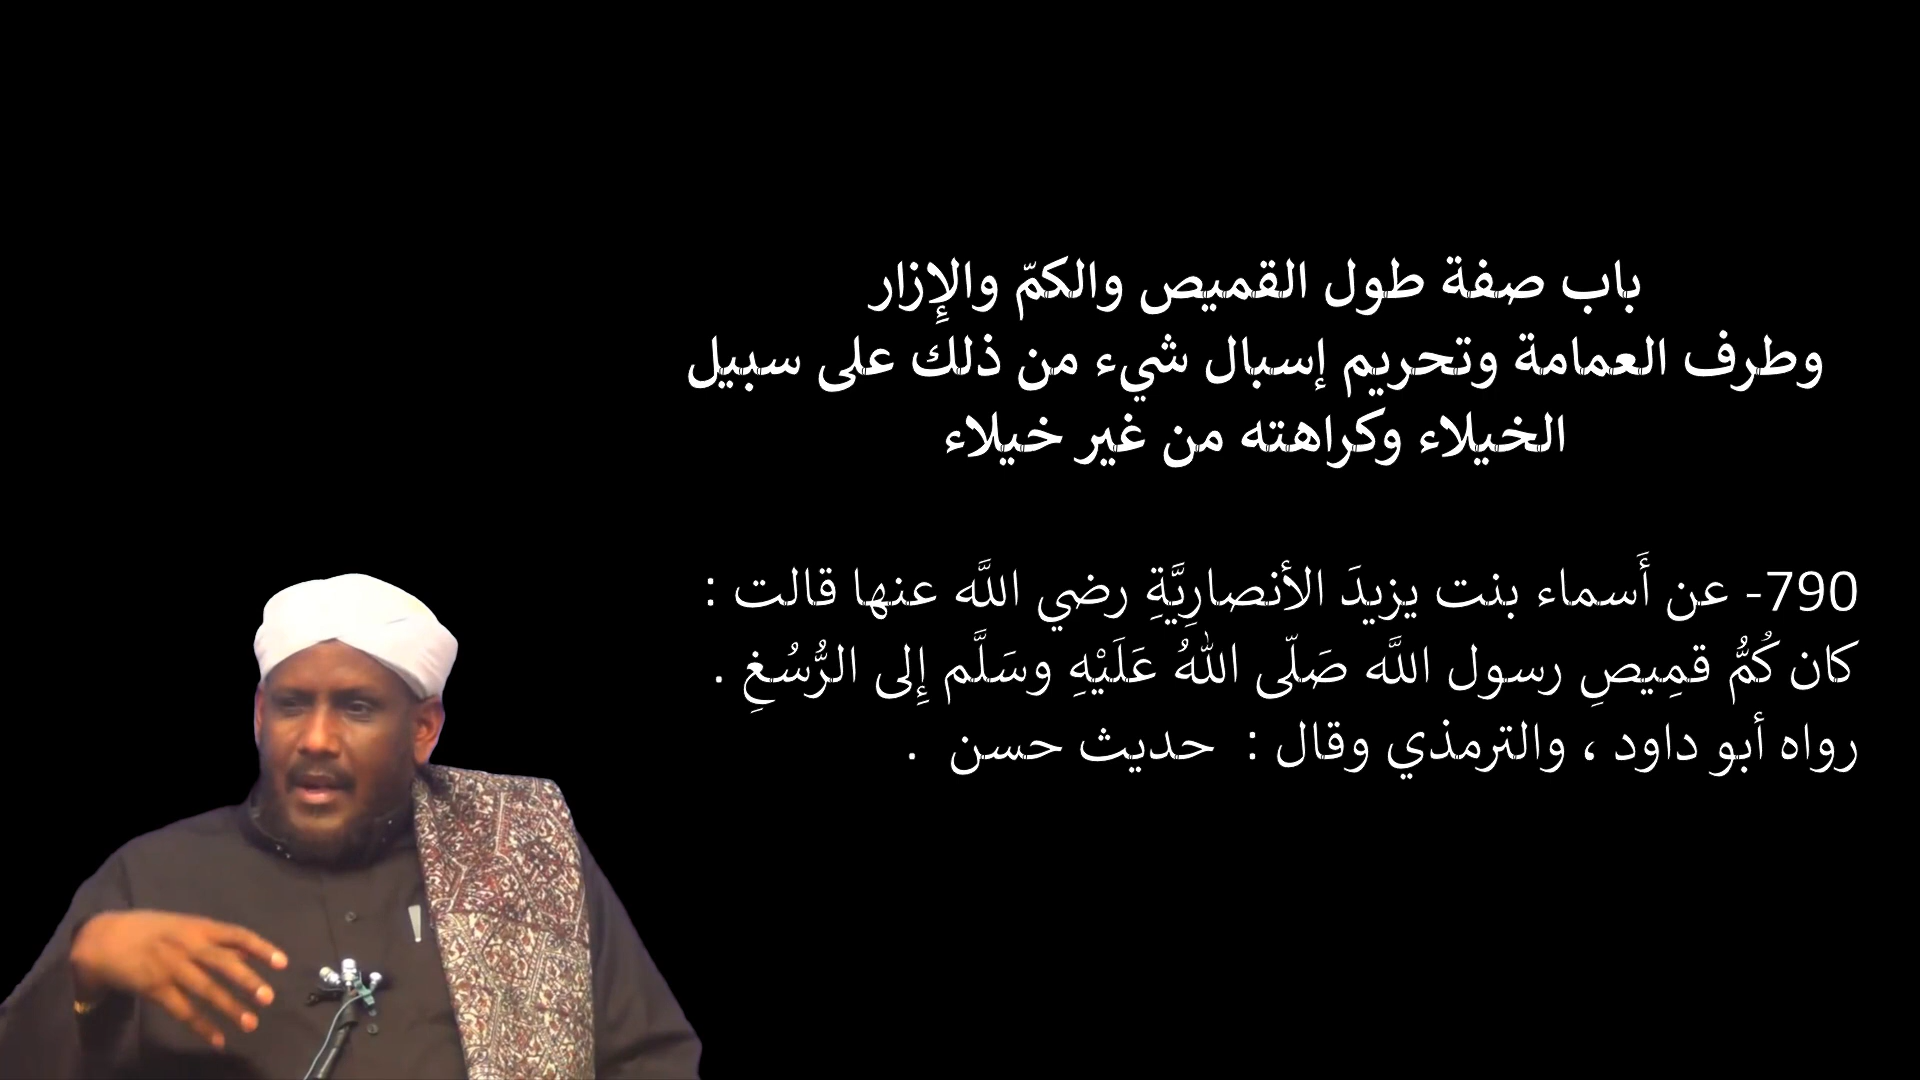 باب صفة طول القميص والكمّ والإِزار
وطرف العمامة وتحريم إسبال شيء من ذلك على سبيل
الخيلاء وكراهته من غير خيلاء
790- عن أَسماء بنت يزيدَ الأنصارِيَّةِ رضي اللَّه عنها قالت :
كان كُمُّ قمِيصِ رسول اللَّه صَلّى اللهُ عَلَيْهِ وسَلَّم إِلى الرُّسُغِ .
رواه أبو داود ، والترمذي وقال : حديث حسن .